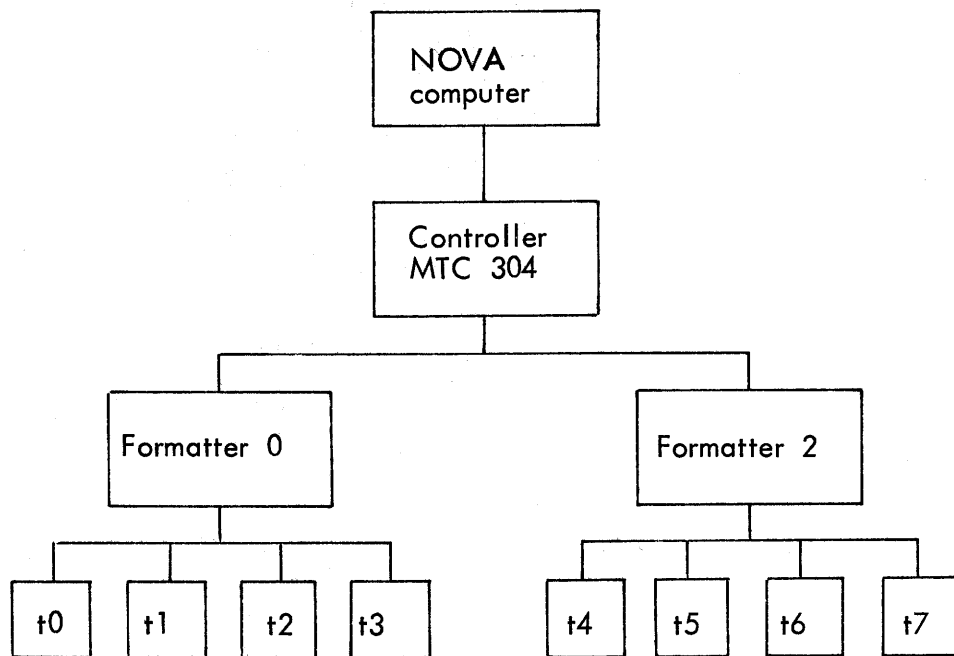 NOVA
computer
Controller
MTC 304
Formatter 0
Formatter 2
t0
t1
t2
t3
t4
t5
t6
t7